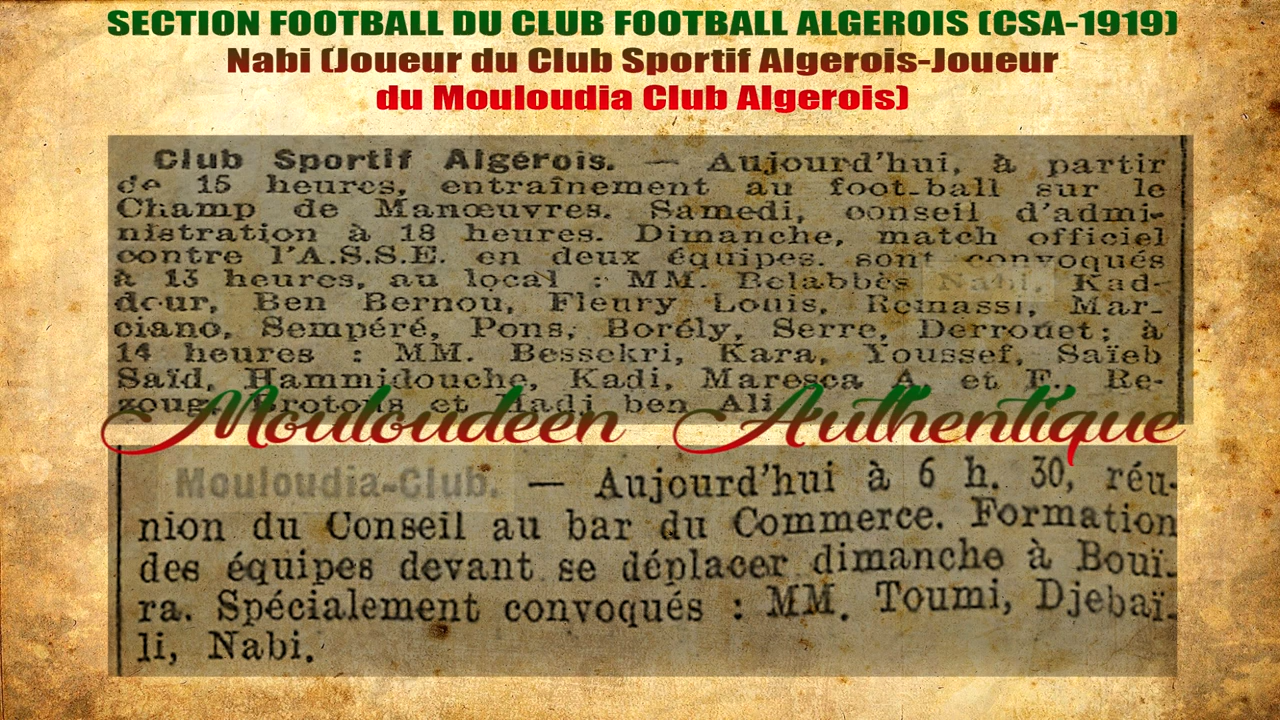 SECTION FOOTBALL DU CLUB FOOTBALL ALGEROIS (CSA-1919)
Nabi (Joueur du Club Sportif Algerois-Joueur
du Mouloudia Club Algerois)
Club Sportif Algérois. — Aujourd'hui, à partir
de 15 heures, entraînement au foot-ball sur le
Champ de Manœuvres. Samedi, conseil d'admi-
nistration à 18 heures. Dimanche, match officiel
contre l'A.S.S.E. en deux équipes. sont convoqués
à 13 heures, au local : MM. Belabbès Nabi, Kad-
dour, Ben Bernou, Fleury Louis, Remassi, Mar-
ciano, Sempéré, Pons, Borély, Serre, Derrouet; à
14 heures : MM. Bessekri, Kara, Youssef, Saïeb
Saïd, Hammidouche, Kadi, Maresca A. et F., Re-
zoug, Brotons et Hadj ben Ali
Mouloudeen Authentique
Mouloudia-Club. — Aujourd'hui à 6 h. 30, réu-
nion du Conseil au bar du Commerce. Formation
des équipes devant se déplacer dimanche à Bouï-
ra. Spécialement convoqués : MM. Toumi, Djebaï-
li, Nabi.